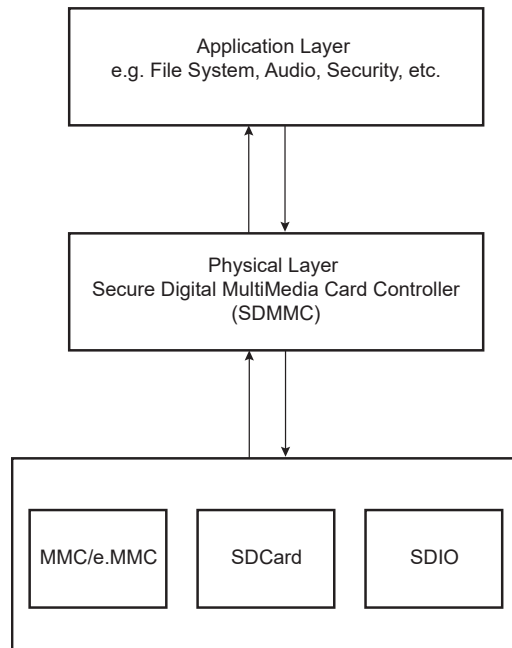 Application Layer
e.g. File System, Audio, Security, etc.
Physical Layer
Secure Digital MultiMedia Card Controller
(SDMMC)
MMC/e.MMC
SDCard
SDIO